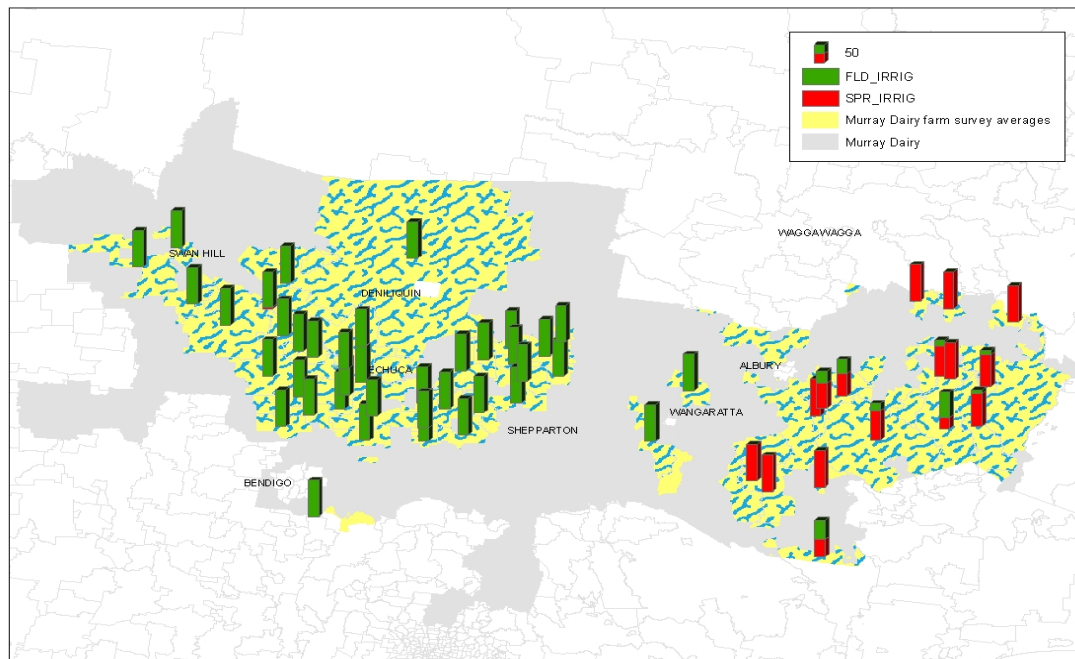 50
FLD_IRRIG
SPR_IRRIG
Murray Dairy farm survey averages
Murray Dairy
WAGGAWAGGA
SWAN HILL
DENILIQUIN
ECHUCA
ALBURY
WANGARATTA
SHEPPARTON
BENDIGO